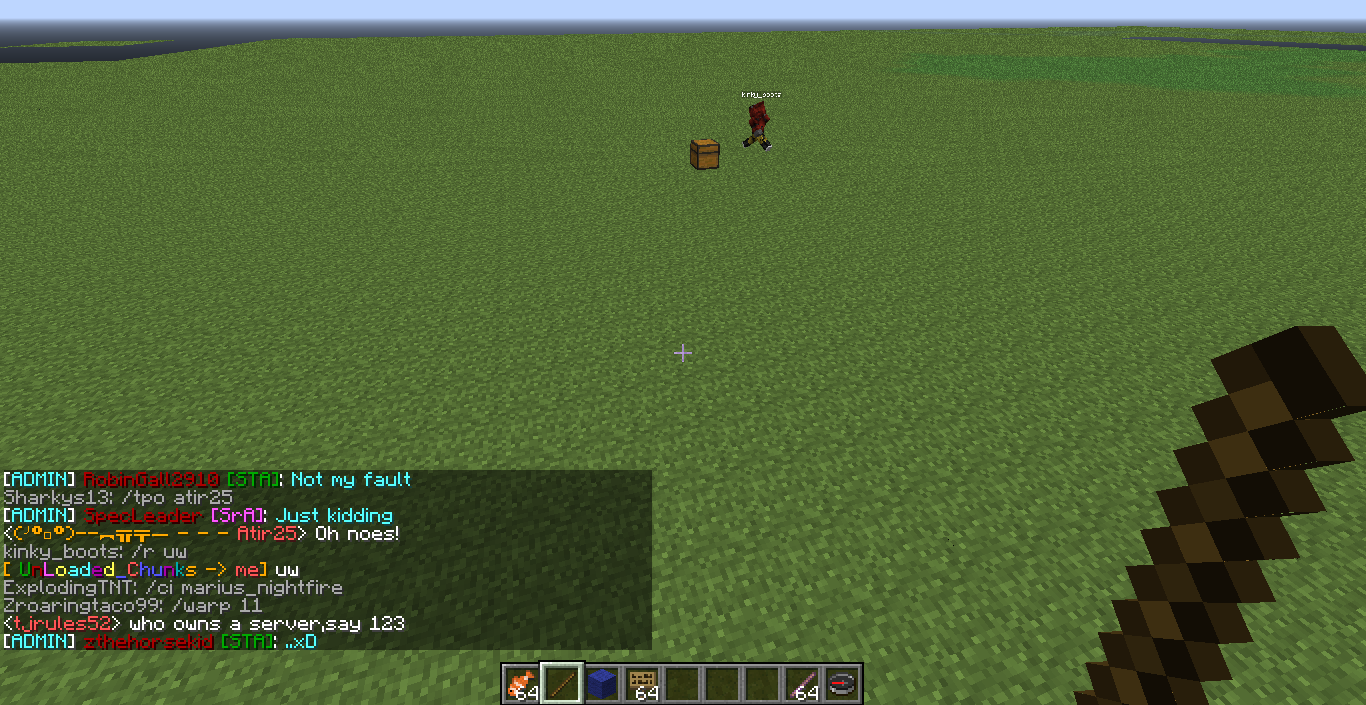 kinky_boots
[ADMIN] RobinGall2910 [STA]: Not my fault
Sharkys13: /tpo atir25
[ADMIN] SpecLeader [SrA]: Just kidding
<(╯°□°)--︻╦╤─ - - - Atir25> Oh noes!
kinky_boots: /r uw
[ UnLoaded_Chunks -> me] uw
ExplodingTNT: /ci marius_nightfire
Zroaringtaco99: /warp 11
<tjrules52> who owns a server,say 123
[ADMIN] zthehorsekid [STA]: ..xD
64 64 64